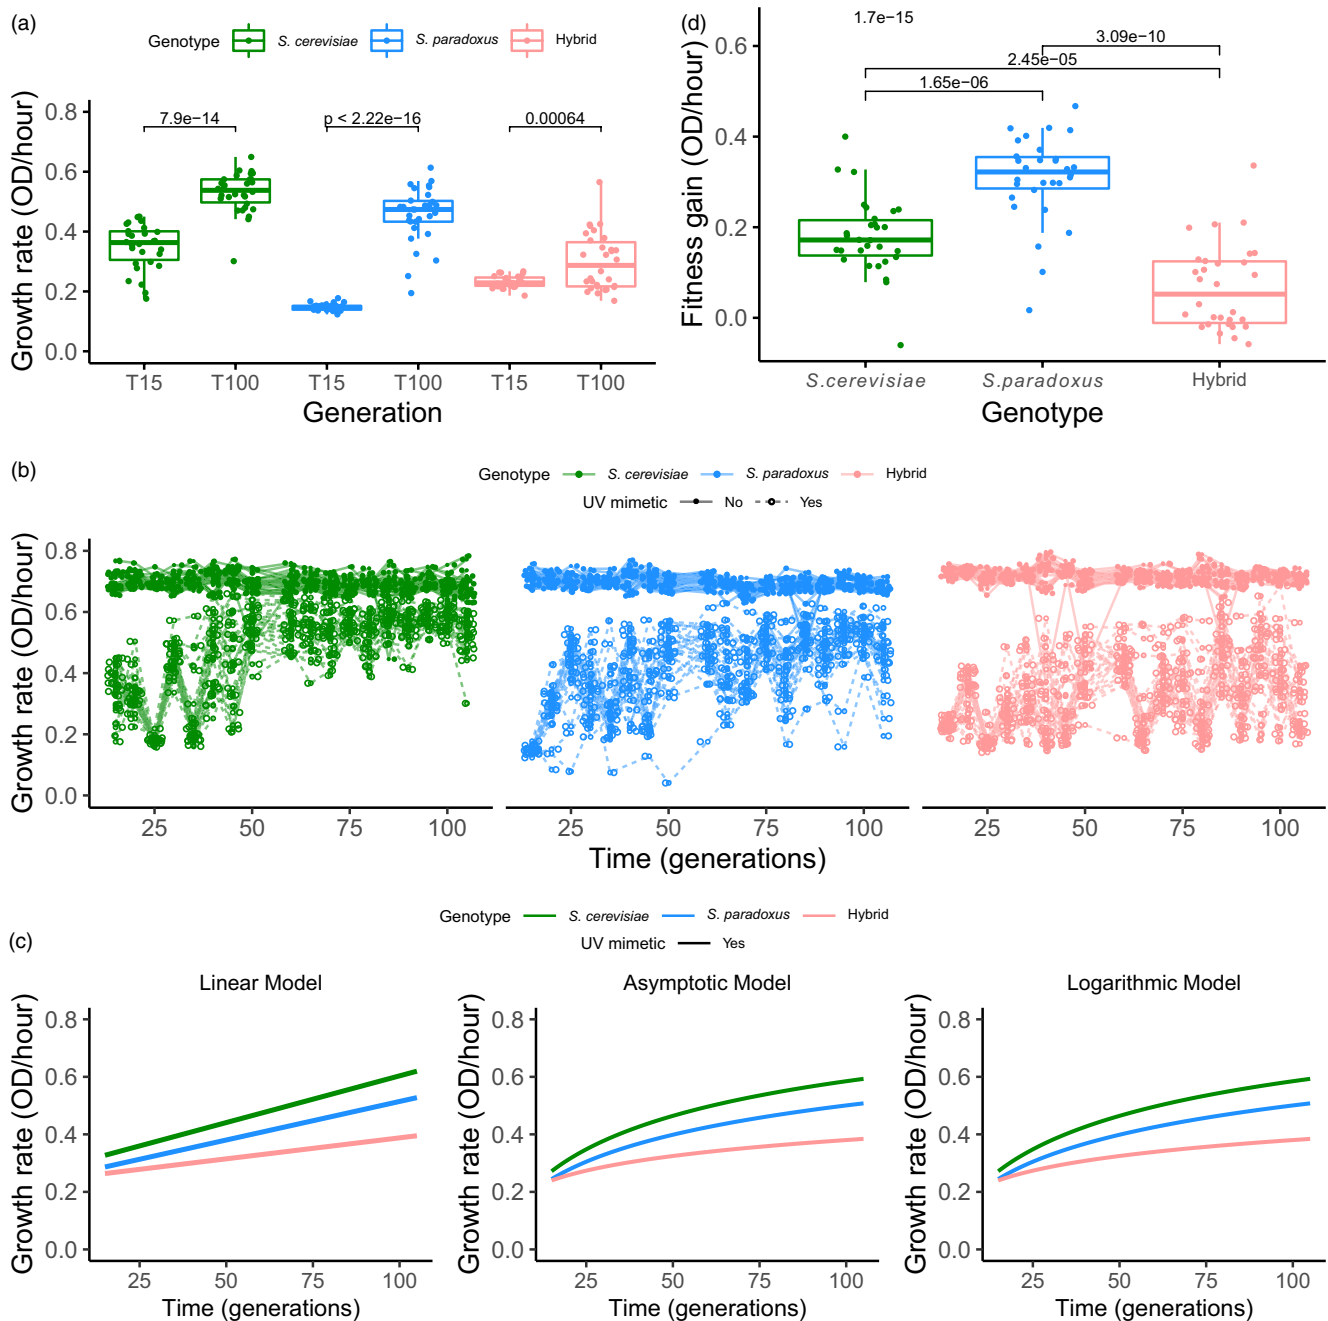 (a)
Genotype S. cerevisiae S. paradoxus Hybrid
Growth rate (OD/hour)
0.8
0.6
0.4
0.2
0.0
7.9e−14
p < 2.22e−16
0.00064
T15 T100 T15 T100 T15 T100
Generation
(d)
Fitness gain (OD/hour)
0.6
0.4
0.2
0.0
1.7e−15
3.09e−10
2.45e−05
1.65e−06
S.cerevisiae S.paradoxus Hybrid
Genotype
(b)
Genotype S. cerevisiae S. paradoxus Hybrid
UV mimetic No Yes
Growth rate (OD/hour)
0.8
0.6
0.4
0.2
0.0
25 50 75 100 25 50 75 100 25 50 75 100
Time (generations)
(c)
Genotype S. cerevisiae S. paradoxus Hybrid
UV mimetic Yes
Linear Model
Growth rate (OD/hour)
0.8
0.6
0.4
0.2
0.0
25 50 75 100
Time (generations)
Asymptotic Model
Growth rate (OD/hour)
0.8
0.6
0.4
0.2
0.0
25 50 75 100
Time (generations)
Logarithmic Model
Growth rate (OD/hour)
0.8
0.6
0.4
0.2
0.0
25 50 75 100
Time (generations)